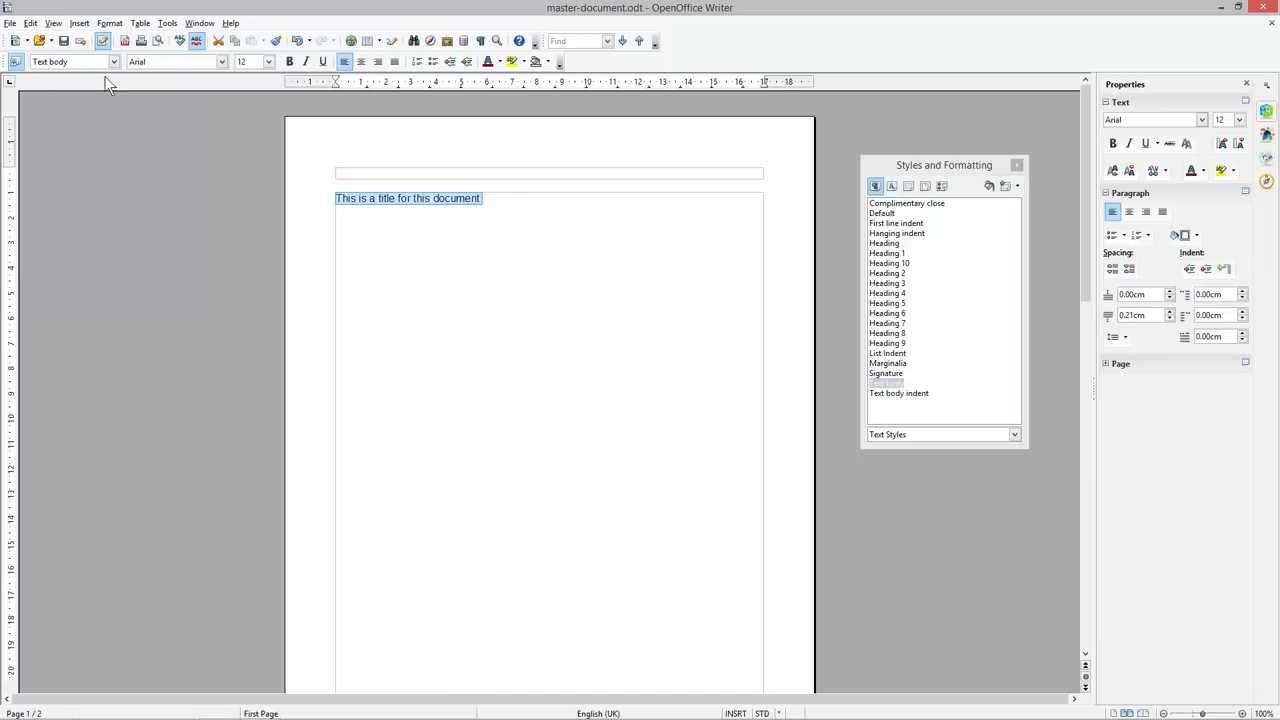 master-document.odt - OpenOffice Writer
File Edit View Insert Format Table Tools Window Help
Find
Text body Arial 12
Properties
Text
Arial 12
Paragraph
Spacing: Indent:
0.00cm 0.00cm
0.21cm 0.00cm
0.00cm
Page
This is a title for this document
Styles and Formatting
Complimentary close
Default
First line indent
Hanging indent
Heading
Heading 1
Heading 10
Heading 2
Heading 3
Heading 4
Heading 5
Heading 6
Heading 7
Heading 8
Heading 9
List Indent
Marginalia
Signature
Text body
Text body indent
Text Styles
Page 1 / 2 First Page English (UK) INSRT STD * 100%